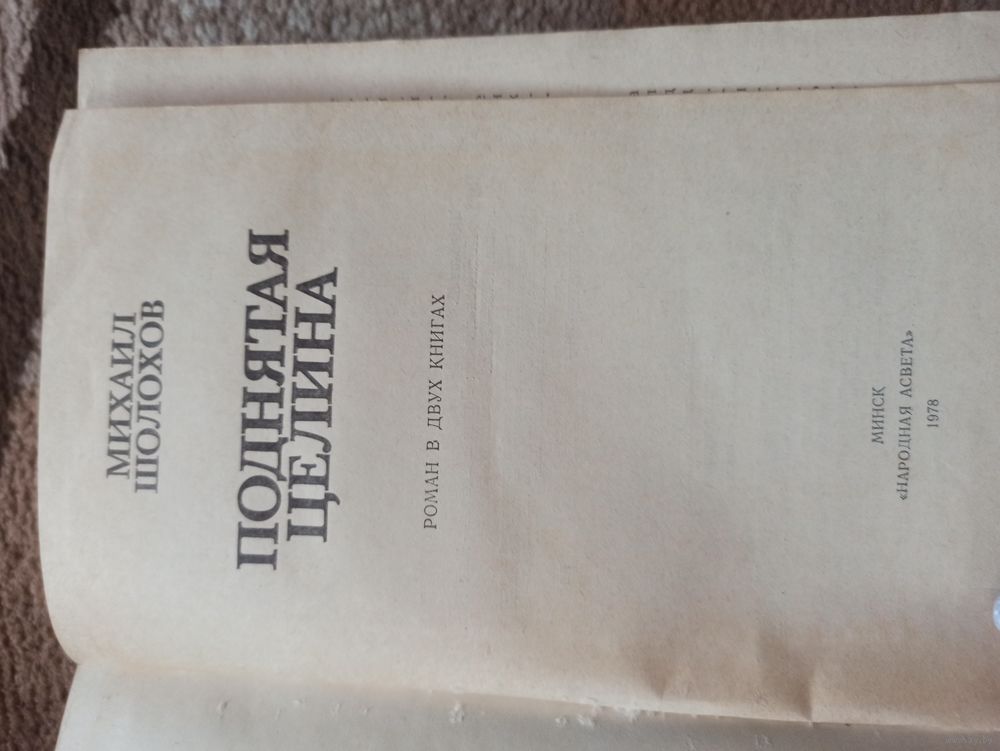 МИХАИЛ
ШОЛОХОВ
ПОДНЯТАЯ
ЦЕЛИНА
РОМАН В ДВУХ КНИГАХ
МИНСК
«НАРОДНАЯ АСВЕТА»
1978